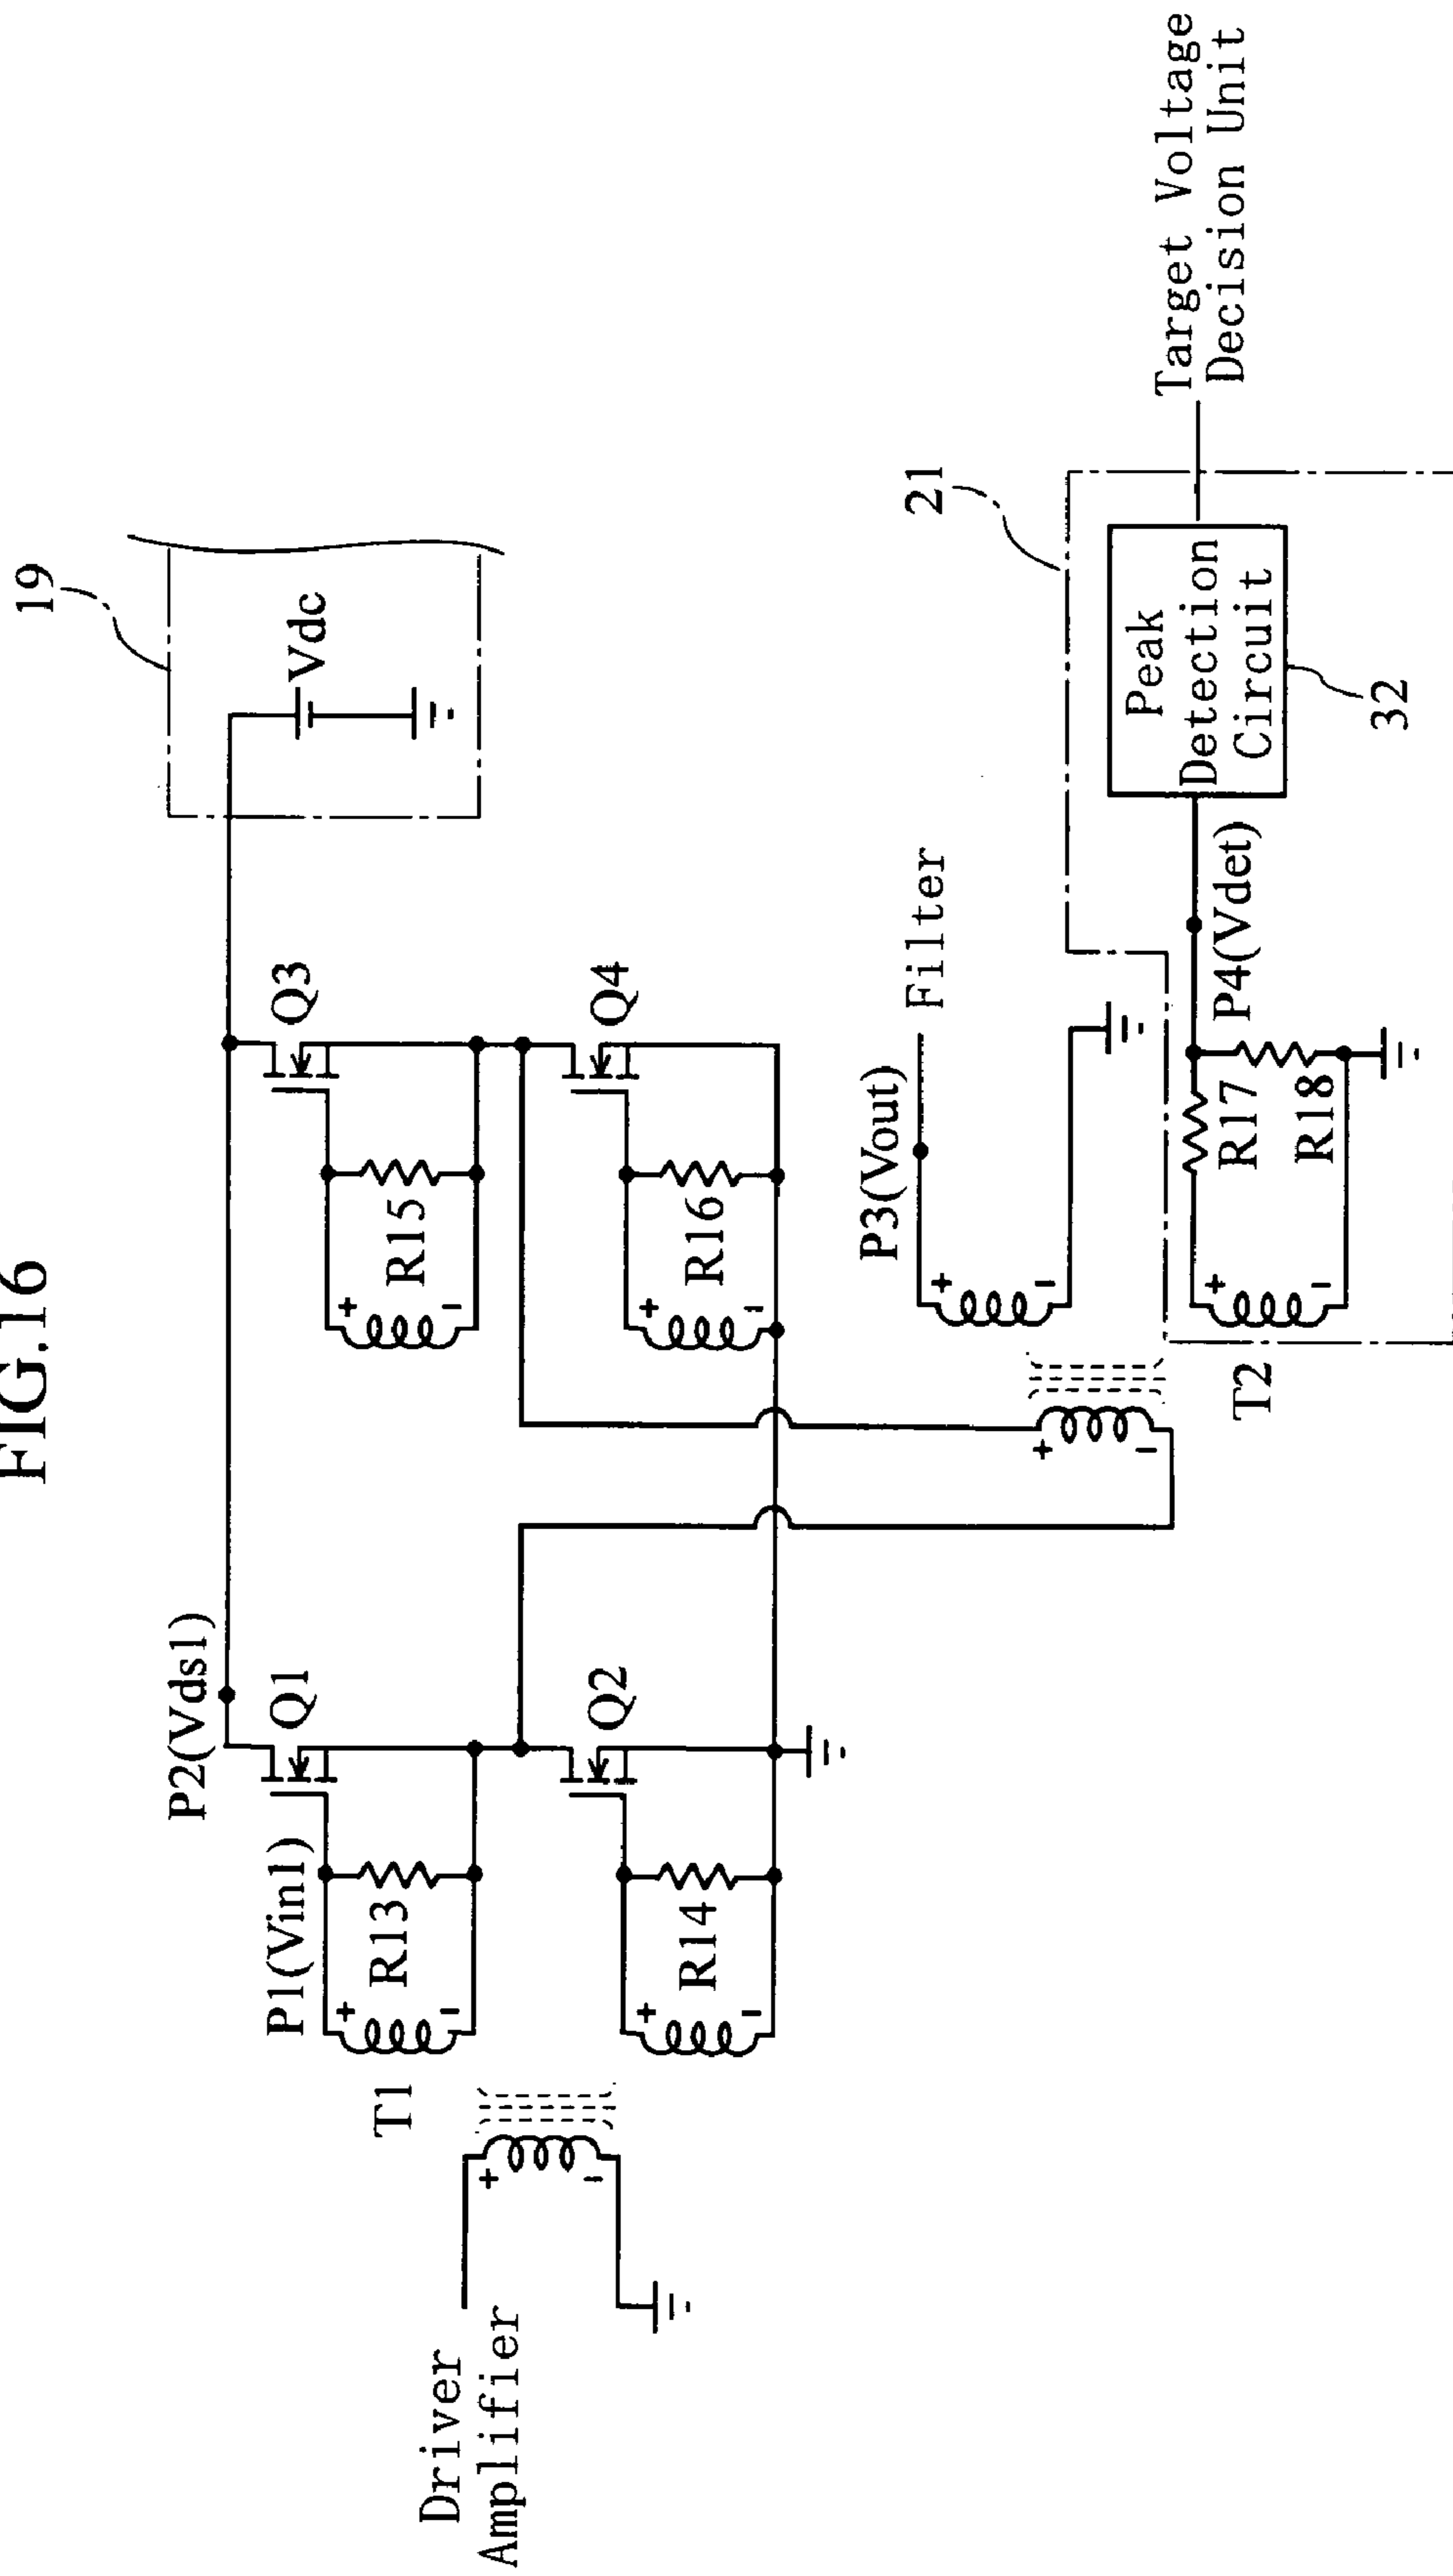 FIG.16
19
Vdc
P2(Vds1)
P1(Vin1)
Q1
Q3
T1
R13
R15
Driver
Amplifier
Q2
Q4
R14
R16
P3(Vout)
Filter
21
T2
R17
R18
P4(Vdet)
Peak
Detection
Circuit
32
Target Voltage
Decision Unit